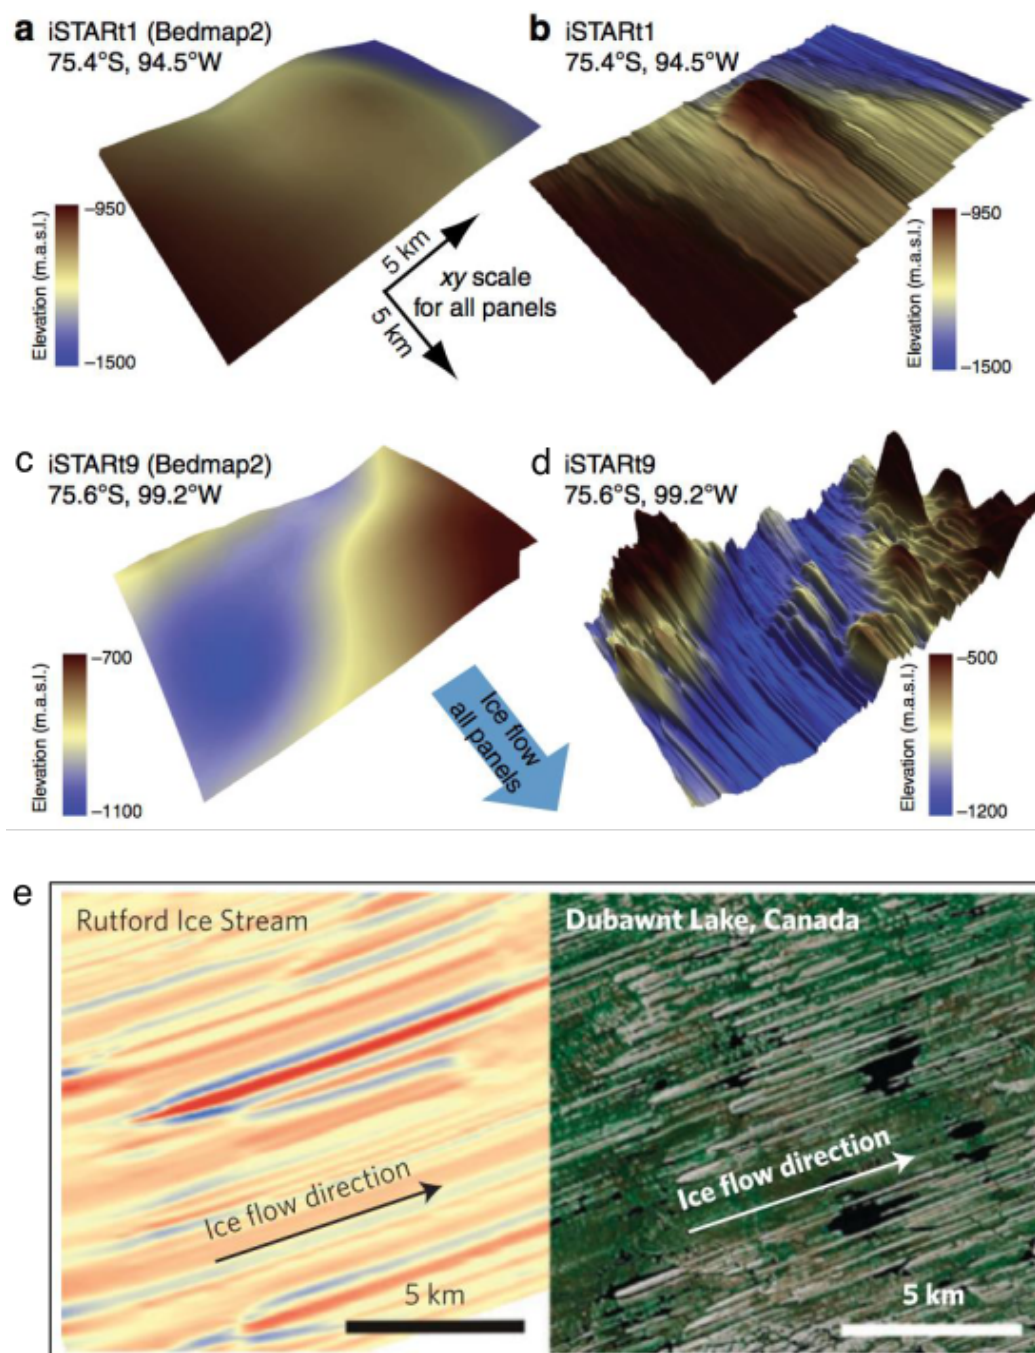 a iSTARt1 (Bedmap2)
75.4°S, 94.5°W
b iSTARt1
75.4°S, 94.5°W
Elevation (m.a.s.l.)
–950
–1500
5 km
5 km
xy scale
for all panels
Elevation (m.a.s.l.)
–950
–1500
c iSTARt9 (Bedmap2)
75.6°S, 99.2°W
d iSTARt9
75.6°S, 99.2°W
Elevation (m.a.s.l.)
–700
–1100
Ice flow
all panels
Elevation (m.a.s.l.)
–500
–1200
e
Rutford Ice Stream
Ice flow direction
5 km
Dubawnt Lake, Canada
Ice flow direction
5 km